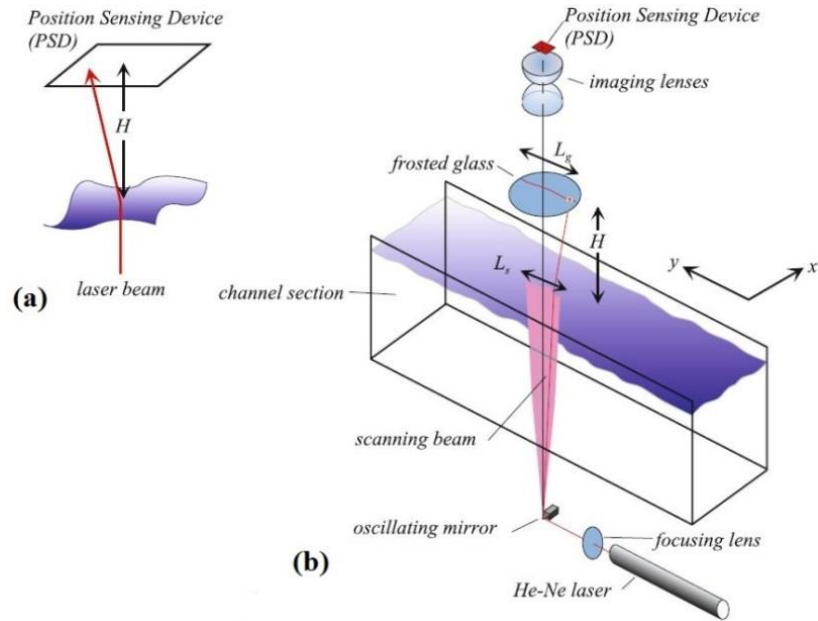 Position Sensing Device
(PSD)
H
laser beam
(a)
Position Sensing Device
(PSD)
imaging lenses
frosted glass
Lg
H
Ls
y
x
channel section
scanning beam
oscillating mirror
focusing lens
(b)
He-Ne laser